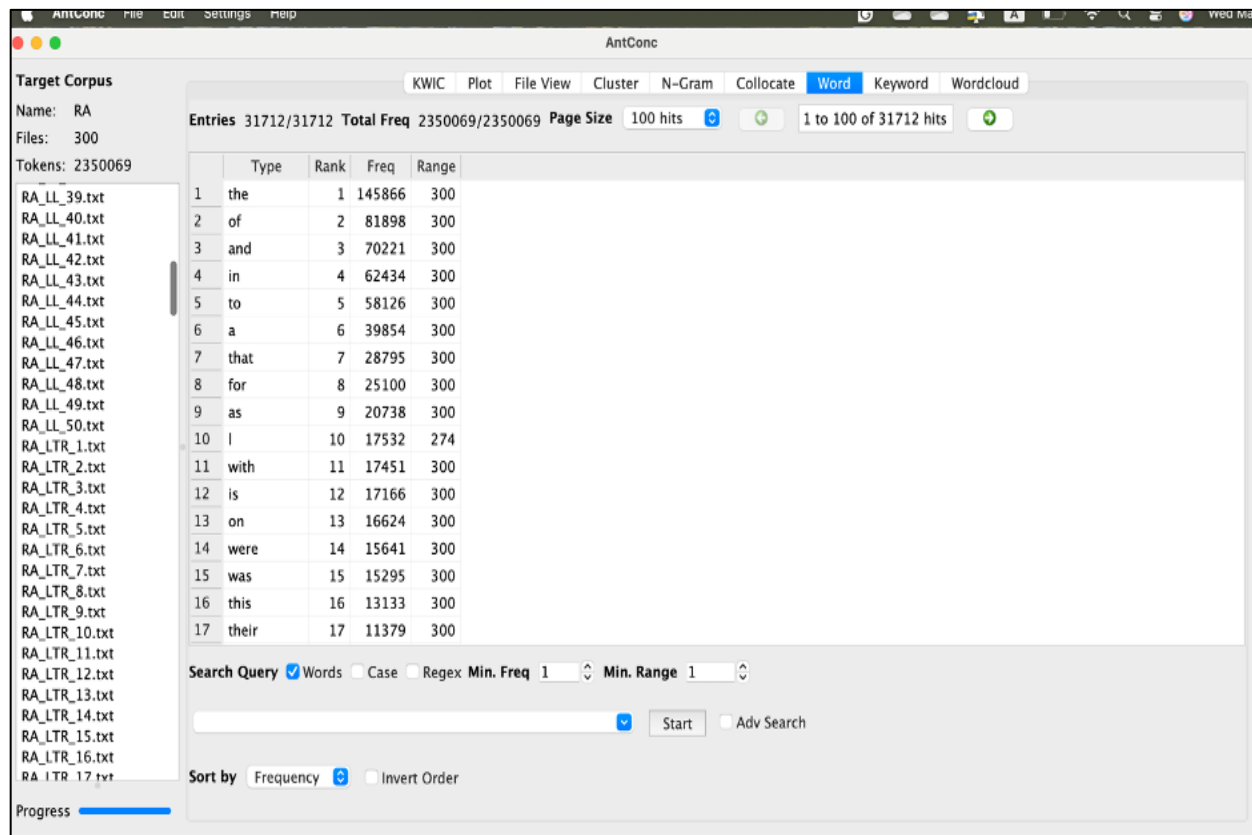 AntConc File Edit Settings Help A Wed Ma
AntConc
Target Corpus
Name: RA
Files: 300
Tokens: 2350069
RA_LL_39.txt
RA_LL_40.txt
RA_LL_41.txt
RA_LL_42.txt
RA_LL_43.txt
RA_LL_44.txt
RA_LL_45.txt
RA_LL_46.txt
RA_LL_47.txt
RA_LL_48.txt
RA_LL_49.txt
RA_LL_50.txt
RA_LTR_1.txt
RA_LTR_2.txt
RA_LTR_3.txt
RA_LTR_4.txt
RA_LTR_5.txt
RA_LTR_6.txt
RA_LTR_7.txt
RA_LTR_8.txt
RA_LTR_9.txt
RA_LTR_10.txt
RA_LTR_11.txt
RA_LTR_12.txt
RA_LTR_13.txt
RA_LTR_14.txt
RA_LTR_15.txt
RA_LTR_16.txt
RA_LTR_17.txt
Progress
KWIC Plot File View Cluster N-Gram Collocate Word Keyword Wordcloud
Entries 31712/31712 Total Freq 2350069/2350069 Page Size 100 hits 1 to 100 of 31712 hits
Type Rank Freq Range
1 the 1 145866 300
2 of 2 81898 300
3 and 3 70221 300
4 in 4 62434 300
5 to 5 58126 300
6 a 6 39854 300
7 that 7 28795 300
8 for 8 25100 300
9 as 9 20738 300
10 l 10 17532 274
11 with 11 17451 300
12 is 12 17166 300
13 on 13 16624 300
14 were 14 15641 300
15 was 15 15295 300
16 this 16 13133 300
17 their 17 11379 300
Search Query Words Case Regex Min. Freq 1 Min. Range 1
Start Adv Search
Sort by Frequency Invert Order